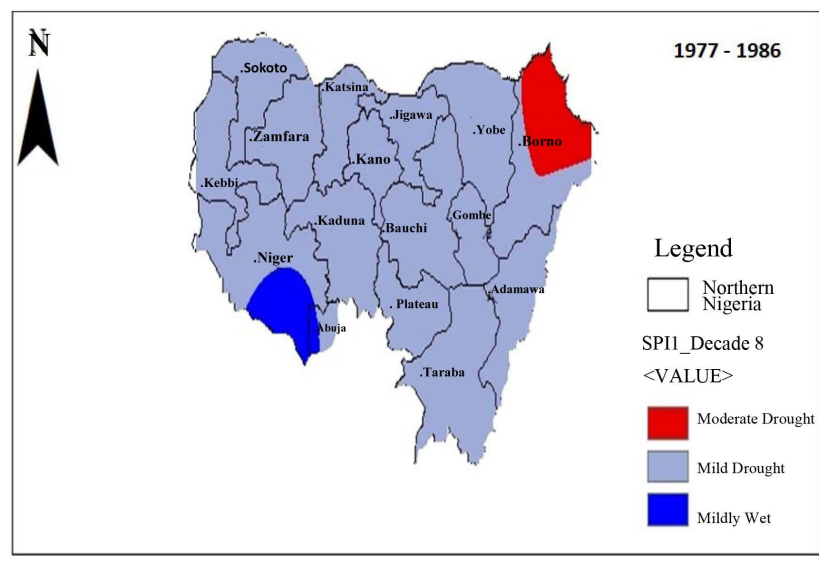 N
1977 - 1986
.Sokoto
.Katsina
.Jigawa
.Yobe
.Zamfara
.Borno
.Kano
.Kebbi
.Gombe
.Kaduna
.Bauchi
.Niger
.Adamawa
. Plateau
Abuja
.Taraba
Legend
Northern
Nigeria
SPI1_Decade 8
<VALUE>
Moderate Drought
Mild Drought
Mildly Wet